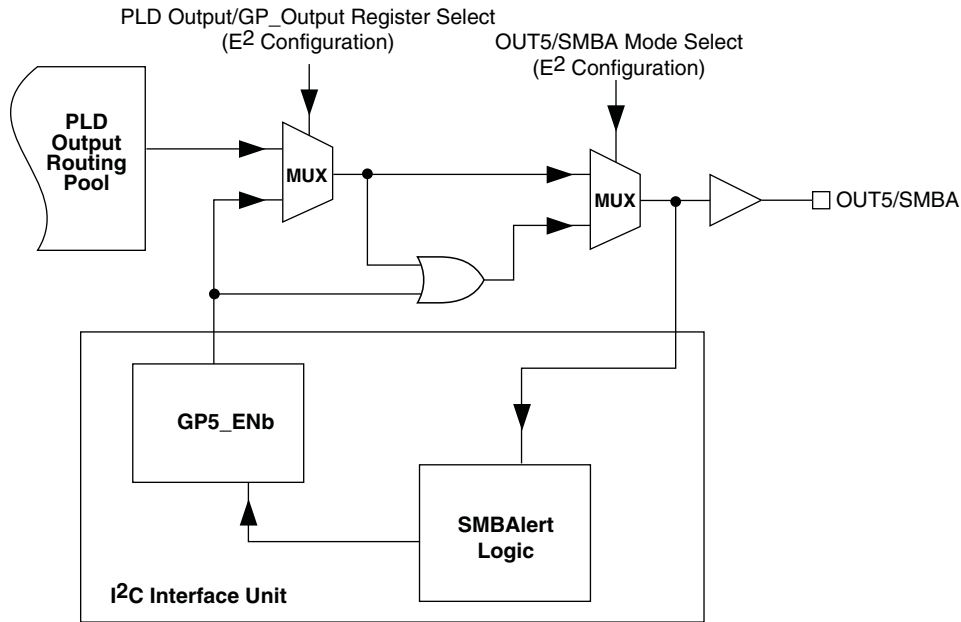 PLD Output/GP_Output Register Select
(E2 Configuration)
OUT5/SMBA Mode Select
(E2 Configuration)
PLD
Output
Routing
Pool
MUX
MUX
OUT5/SMBA
GP5_ENb
SMBAlert
Logic
I2C Interface Unit